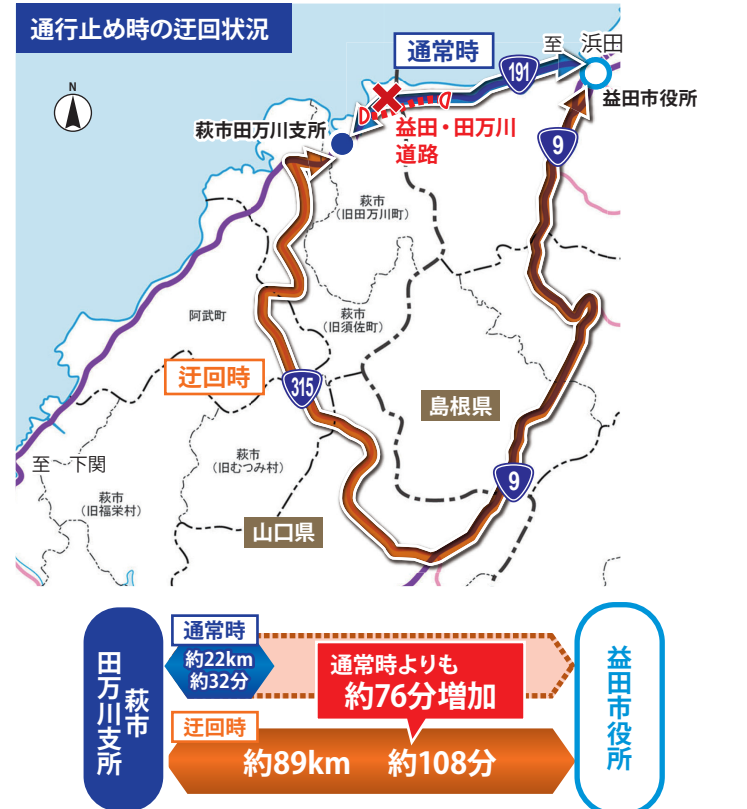 通行止め時の迂回状況
通常時
至 浜田
191
N
益田市役所
萩市田万川支所
益田・田万川
道路
9
萩市
（旧田万川町）
阿武町
萩市
（旧須佐町）
迂回時
315
島根県
至 下関
萩市
（旧むつみ村）
9
萩市
（旧福栄村）
山口県
萩市
田万川支所
通常時
約22km
約32分
通常時よりも
約76分増加
迂回時
約89km 約108分
益田市役所